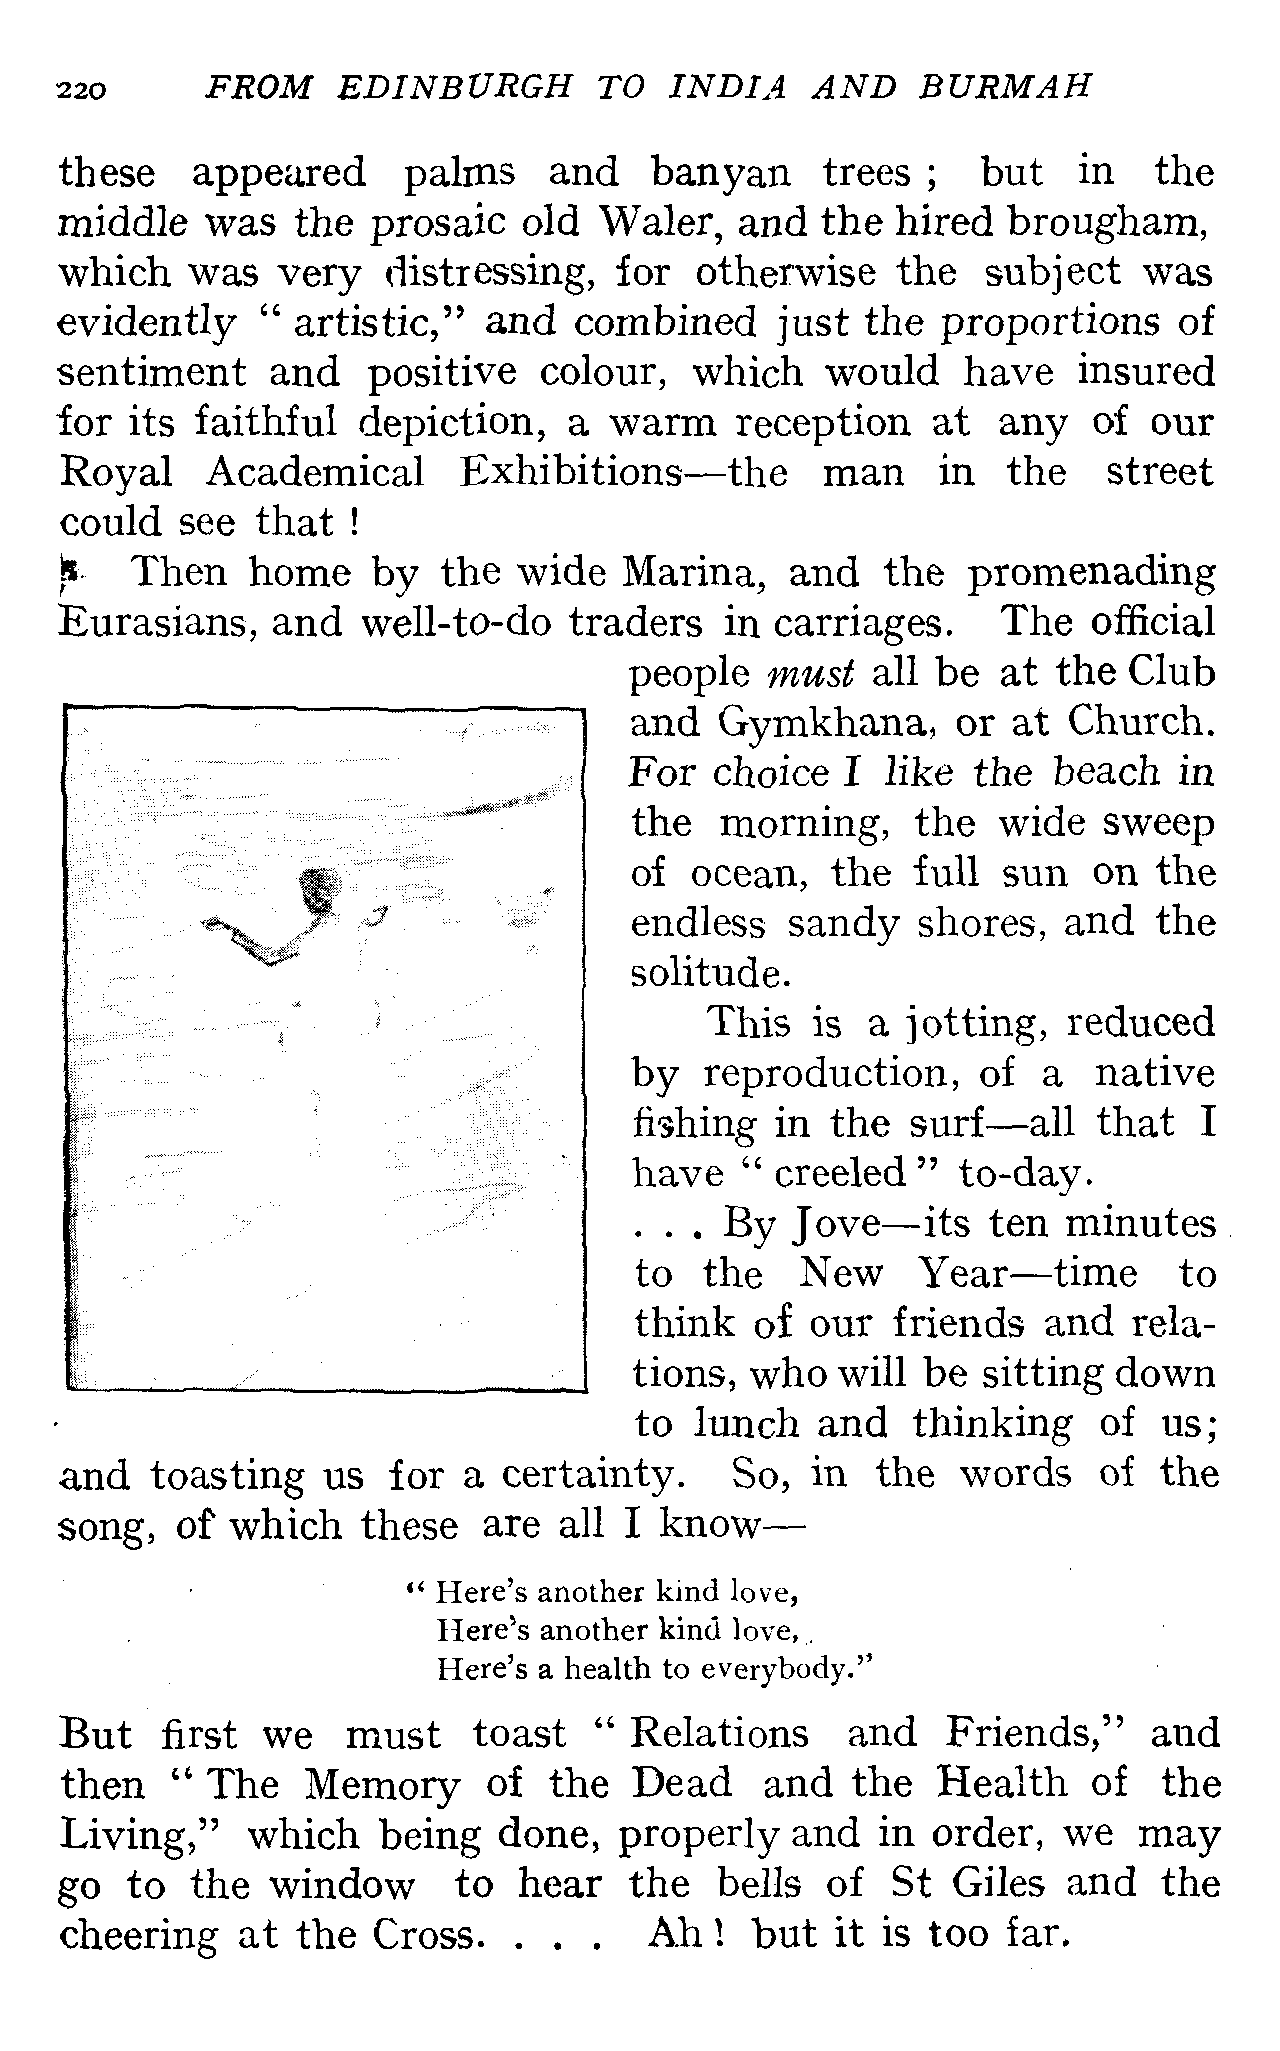 220 FROM EDINBURGH TO INDIA AND BURMAH
these appeared palms and banyan trees ; but in the
middle was the prosaic old Waler, and the hired brougham,
which was very distressing, for otherwise the subject was
evidently “ artistic,” and combined just the proportions of
sentiment and positive colour, which would have insured
for its faithful depiction, a warm reception at any of our
Royal Academical Exhibitions—the man in the street
could see that !
Then home by the wide Marina, and the promenading
Eurasians, and well-to-do traders in carriages. The official
people must all be at the Club
and Gymkhana, or at Church.
For choice I like the beach in
the morning, the wide sweep
of ocean, the full sun on the
endless sandy shores, and the
solitude.
This is a jotting, reduced
by reproduction, of a native
fishing in the surf—all that I
have “ creeled ” to-day.
. . . By Jove—its ten minutes
to the New Year—time to
think of our friends and rela-
tions, who will be sitting down
to lunch and thinking of us;
and toasting us for a certainty. So, in the words of the
song, of which these are all I know—
“ Here’s another kind love,
Here’s another kind love,
Here’s a health to everybody.”
But first we must toast “ Relations and Friends,” and
then “ The Memory of the Dead and the Health of the
Living,” which being done, properly and in order, we may
go to the window to hear the bells of St Giles and the
cheering at the Cross. . . . Ah ! but it is too far.